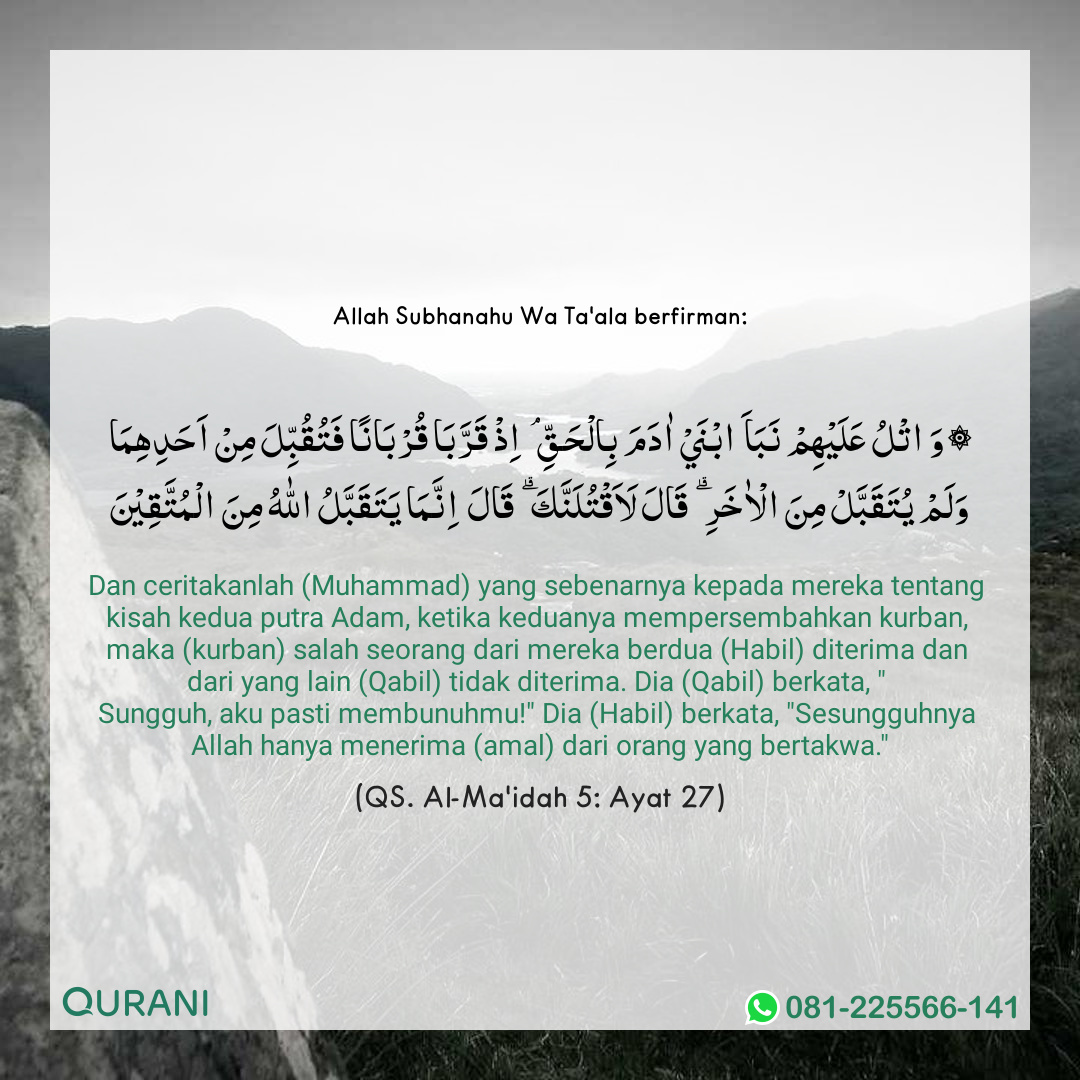 Allah Subhanahu Wa Ta'ala berfirman:
۞ وَ اتْلُ عَلَيْهِمْ نَبَاَ ابْنَيْ اٰدَمَ بِالْحَـقِّ ۘ اِذْ قَرَّبَا قُرْبَا نًا فَتُقُبِّلَ مِنْ اَحَدِهِمَا
وَلَمْ يُتَقَبَّلْ مِنَ الْاٰخَرِ ۗ قَالَ لَاَ قْتُلَـنَّكَ ۗ قَالَ اِنَّمَا يَتَقَبَّلُ اللّٰهُ مِنَ الْمُتَّقِيْنَ
Dan ceritakanlah (Muhammad) yang sebenarnya kepada mereka tentang
kisah kedua putra Adam, ketika keduanya mempersembahkan kurban,
maka (kurban) salah seorang dari mereka berdua (Habil) diterima dan
dari yang lain (Qabil) tidak diterima. Dia (Qabil) berkata, "
Sungguh, aku pasti membunuhmu!" Dia (Habil) berkata, "Sesungguhnya
Allah hanya menerima (amal) dari orang yang bertakwa."
(QS. Al-Ma'idah 5: Ayat 27)
QURANI
081-225566-141